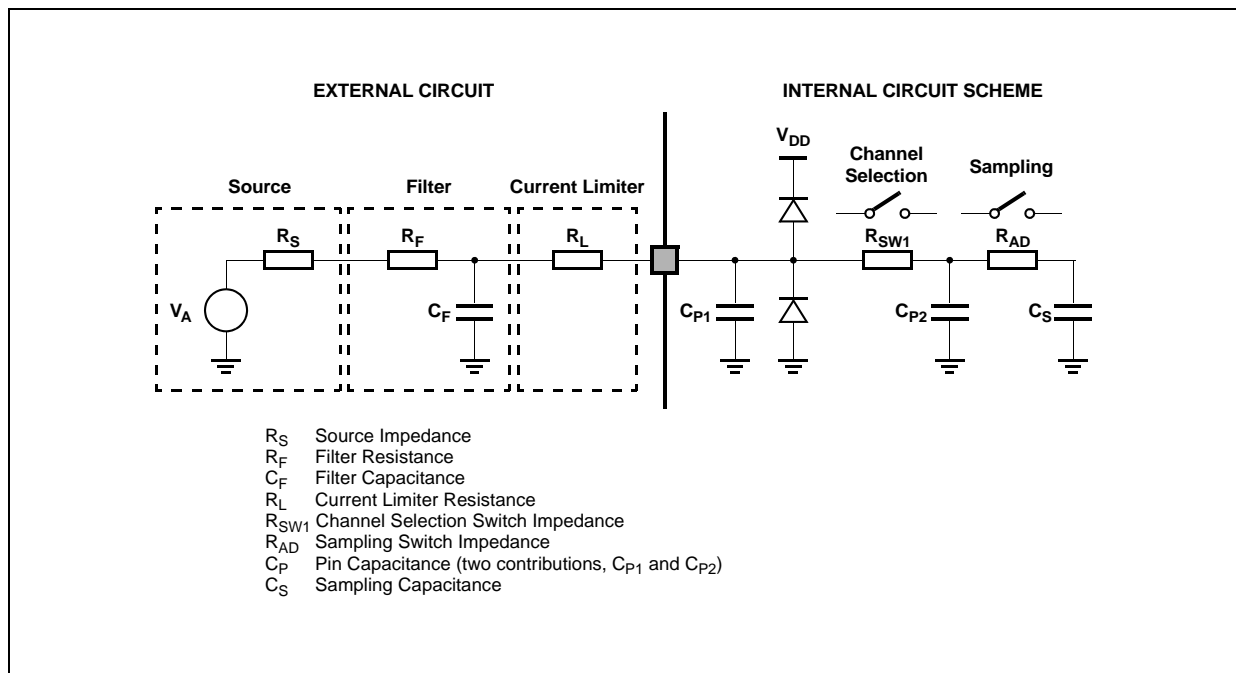 EXTERNAL CIRCUIT
INTERNAL CIRCUIT SCHEME
VDD
Channel
Selection
Sampling
Source
Filter
Current Limiter
RS
RF
RL
RSW1
RAD
VA
CF
CP1
CP2
CS
RS Source Impedance
RF Filter Resistance
CF Filter Capacitance
RL Current Limiter Resistance
RSW1 Channel Selection Switch Impedance
RAD Sampling Switch Impedance
CP Pin Capacitance (two contributions, CP1 and CP2)
CS Sampling Capacitance